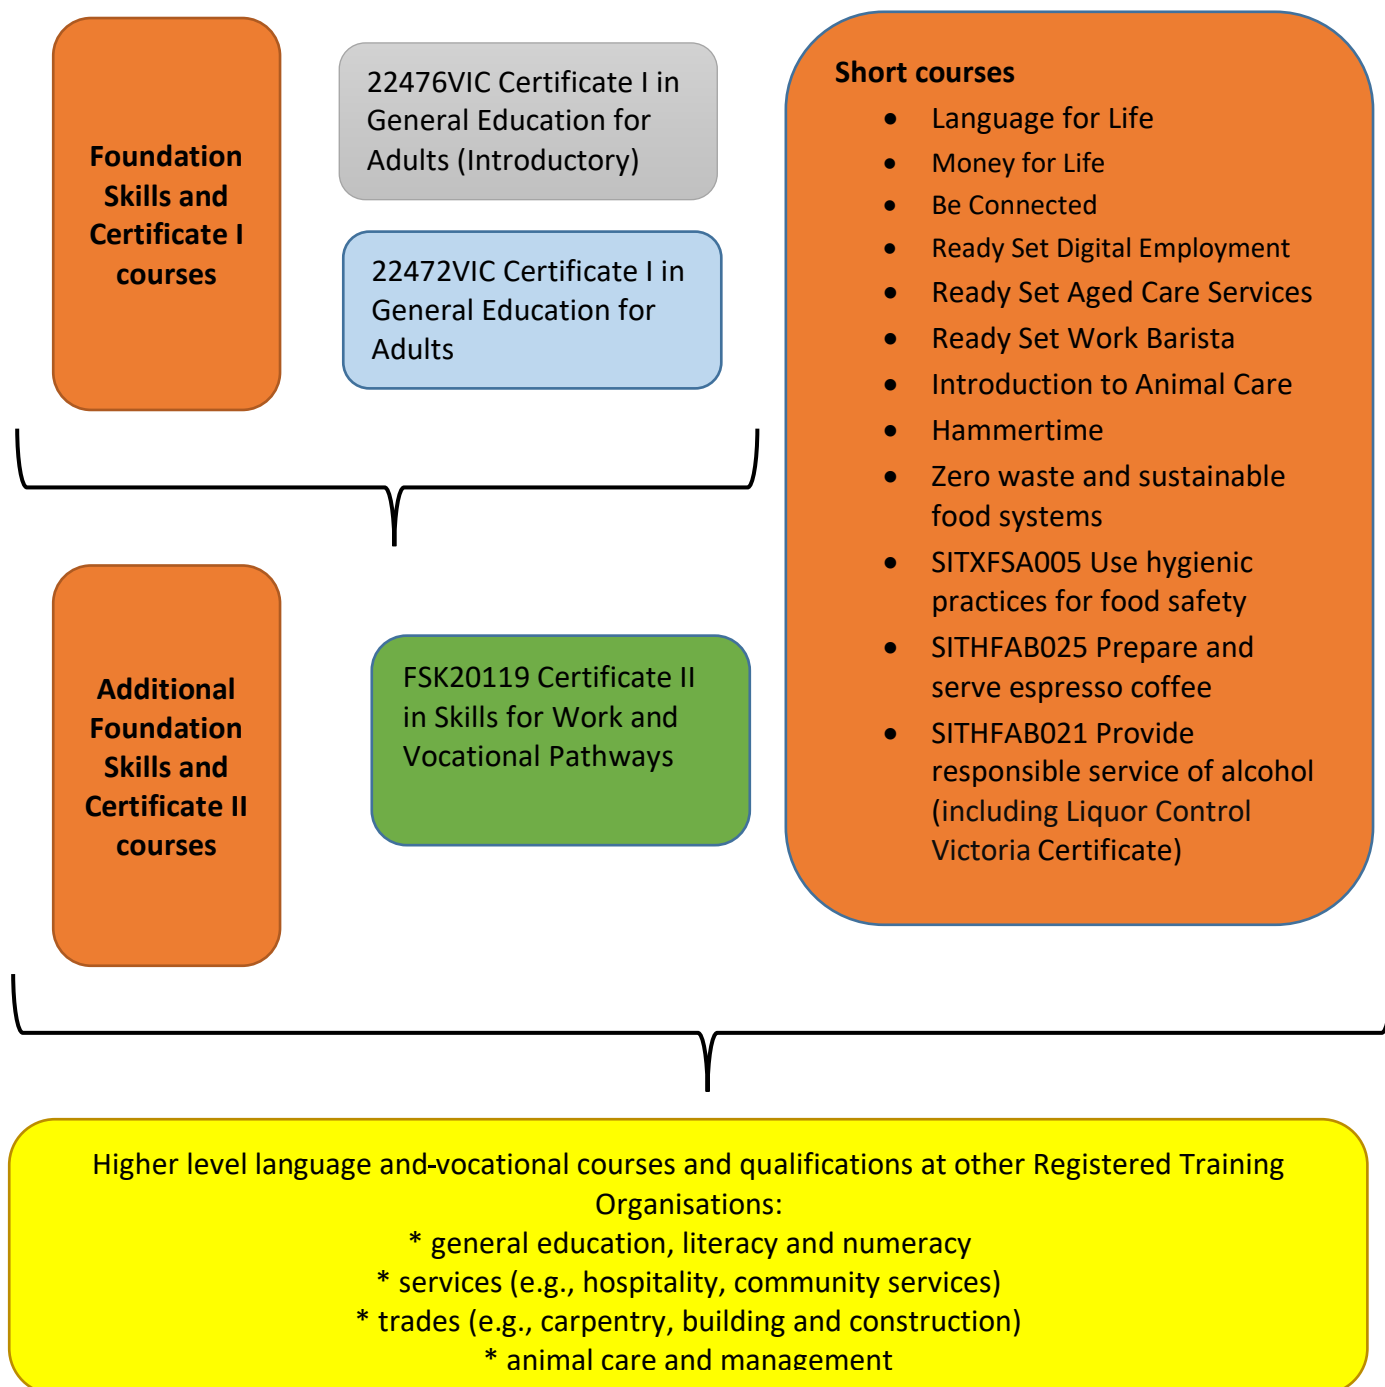 Foundation
Skills and
Certificate I
courses
22476VIC Certificate I in
General Education for
Adults (Introductory)
22472VIC Certificate I in
General Education for
Adults
Short courses
• Language for Life
• Money for Life
• Be Connected
• Ready Set Digital Employment
• Ready Set Aged Care Services
• Ready Set Work Barista
• Introduction to Animal Care
• Hammertime
• Zero waste and sustainable
food systems
• SITXFSA005 Use hygienic
practices for food safety
• SITHFAB025 Prepare and
serve espresso coffee
• SITHFAB021 Provide
responsible service of alcohol
(including Liquor Control
Victoria Certificate)
Additional
Foundation
Skills and
Certificate II
courses
FSK20119 Certificate II
in Skills for Work and
Vocational Pathways
Higher level language and-vocational courses and qualifications at other Registered Training
Organisations:
* general education, literacy and numeracy
* services (e.g., hospitality, community services)
* trades (e.g., carpentry, building and construction)
* animal care and management